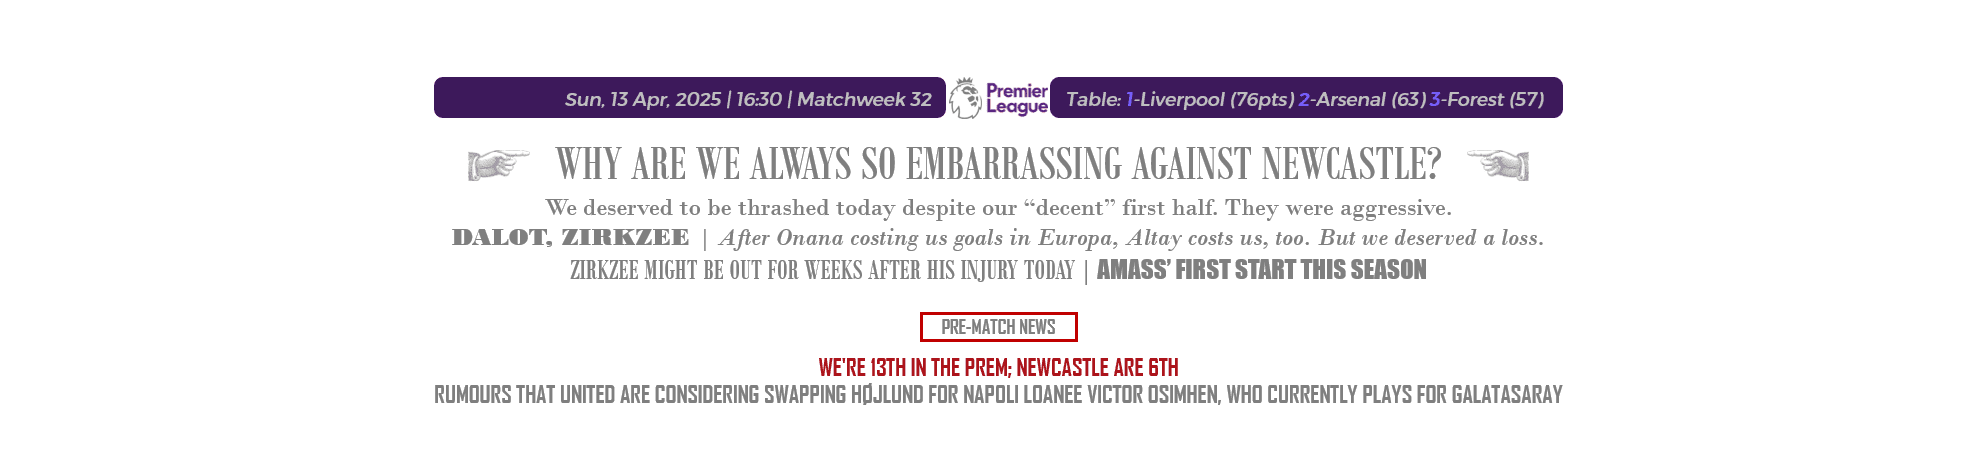 Sun, 13 Apr, 2025 | 16:30 | Matchweek 32
Premier
League
Table: 1-Liverpool (76pts) 2-Arsenal (63) 3-Forest (57)
WHY ARE WE ALWAYS SO EMBARRASSING AGAINST NEWCASTLE?
We deserved to be thrashed today despite our “decent” first half. They were aggressive.
DALOT, ZIRKZEE | After Onana costing us goals in Europa, Altay costs us, too. But we deserved a loss.
ZIRKZEE MIGHT BE OUT FOR WEEKS AFTER HIS INJURY TODAY | AMASS’ FIRST START THIS SEASON
PRE-MATCH NEWS
WE'RE 13TH IN THE PREM; NEWCASTLE ARE 6TH
RUMOURS THAT UNITED ARE CONSIDERING SWAPPING HØJLUND FOR NAPOLI LOANEE VICTOR OSIMHEN, WHO CURRENTLY PLAYS FOR GALATASARAY